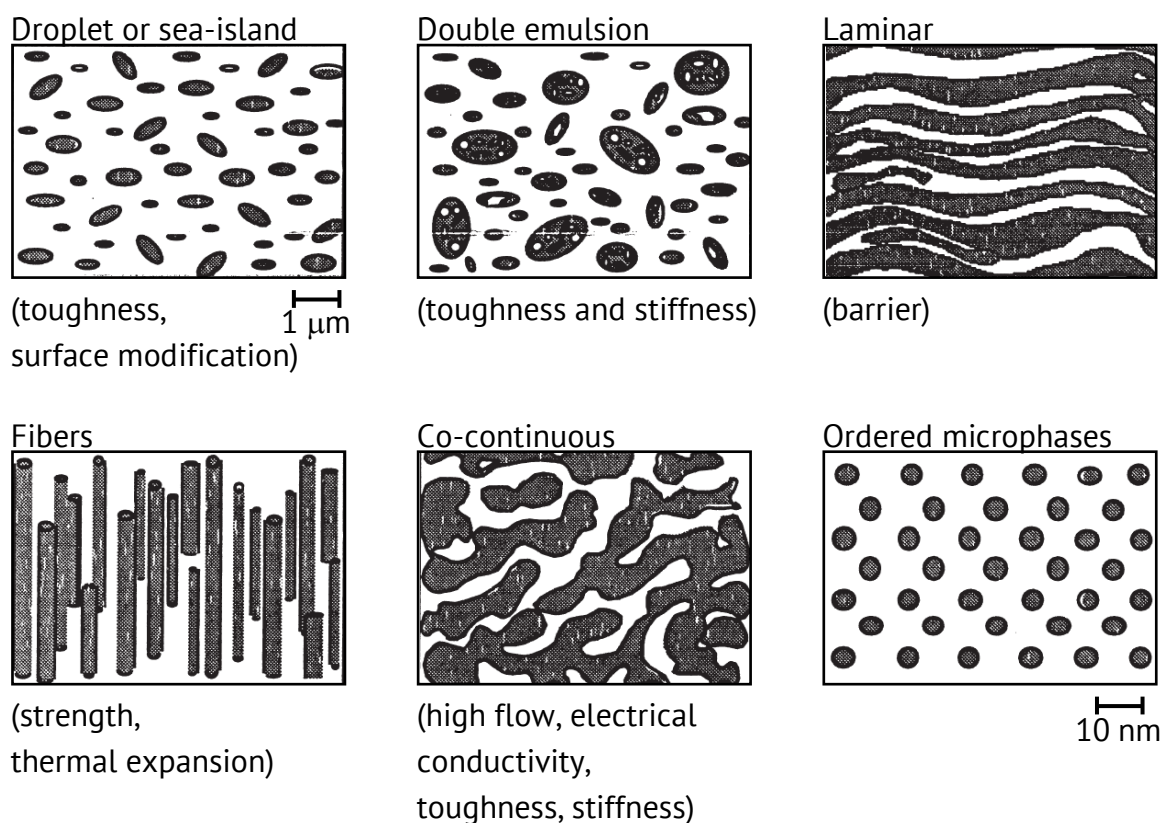 Droplet or sea-island
(toughness,
surface modification)
1 μm
Double emulsion
(toughness and stiffness)
Laminar
(barrier)
Fibers
(strength,
thermal expansion)
Co-continuous
(high flow, electrical
conductivity,
toughness, stiffness)
Ordered microphases
10 nm